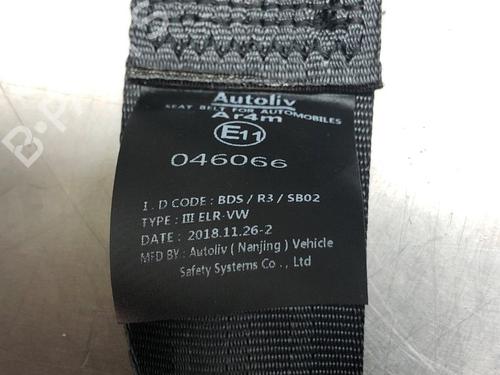 Autoliv
SEAT BELT FOR AUTOMOBILES
Ar4m
E11
046066
I . D CODE : BDS / R3 / SB02
TYPE : III ELR-VW
DATE : 2018.11.26-2
MFD BY : Autoliv ( Nanjing ) Vehicle
Safety Systems Co . , Ltd